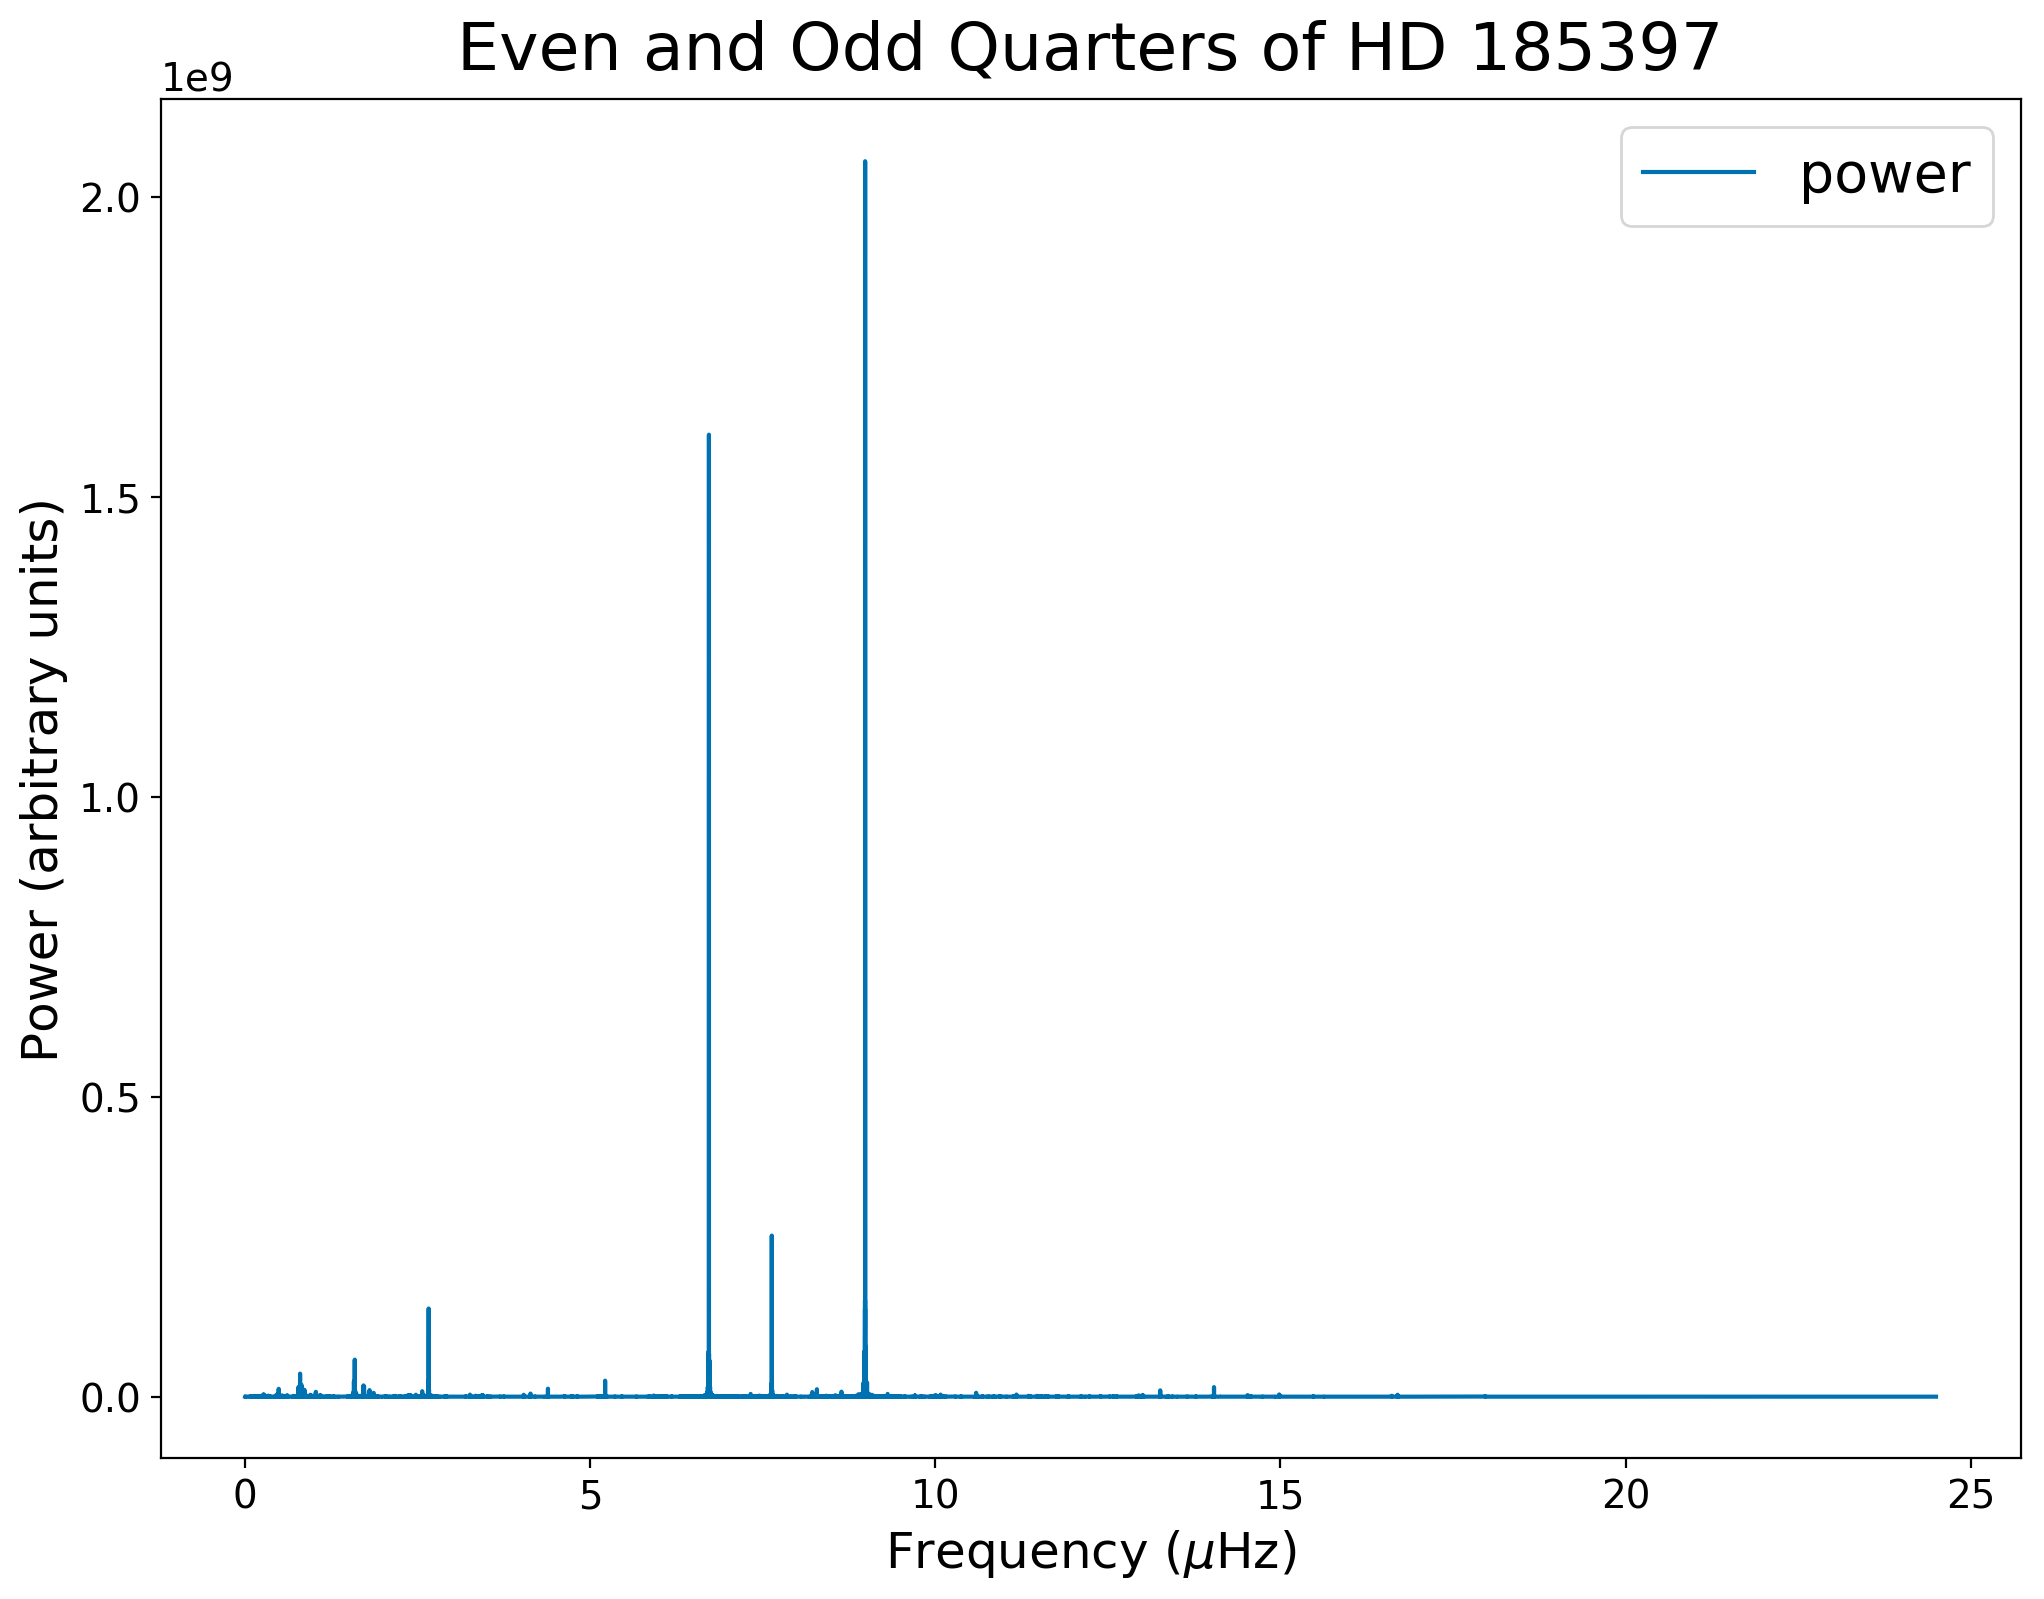 Even and Odd Quarters of HD 185397
1e9
power
2.0
1.5
1.0
0.5
0.0
Power (arbitrary units)
0 5 10 15 20 25
Frequency (μHz)